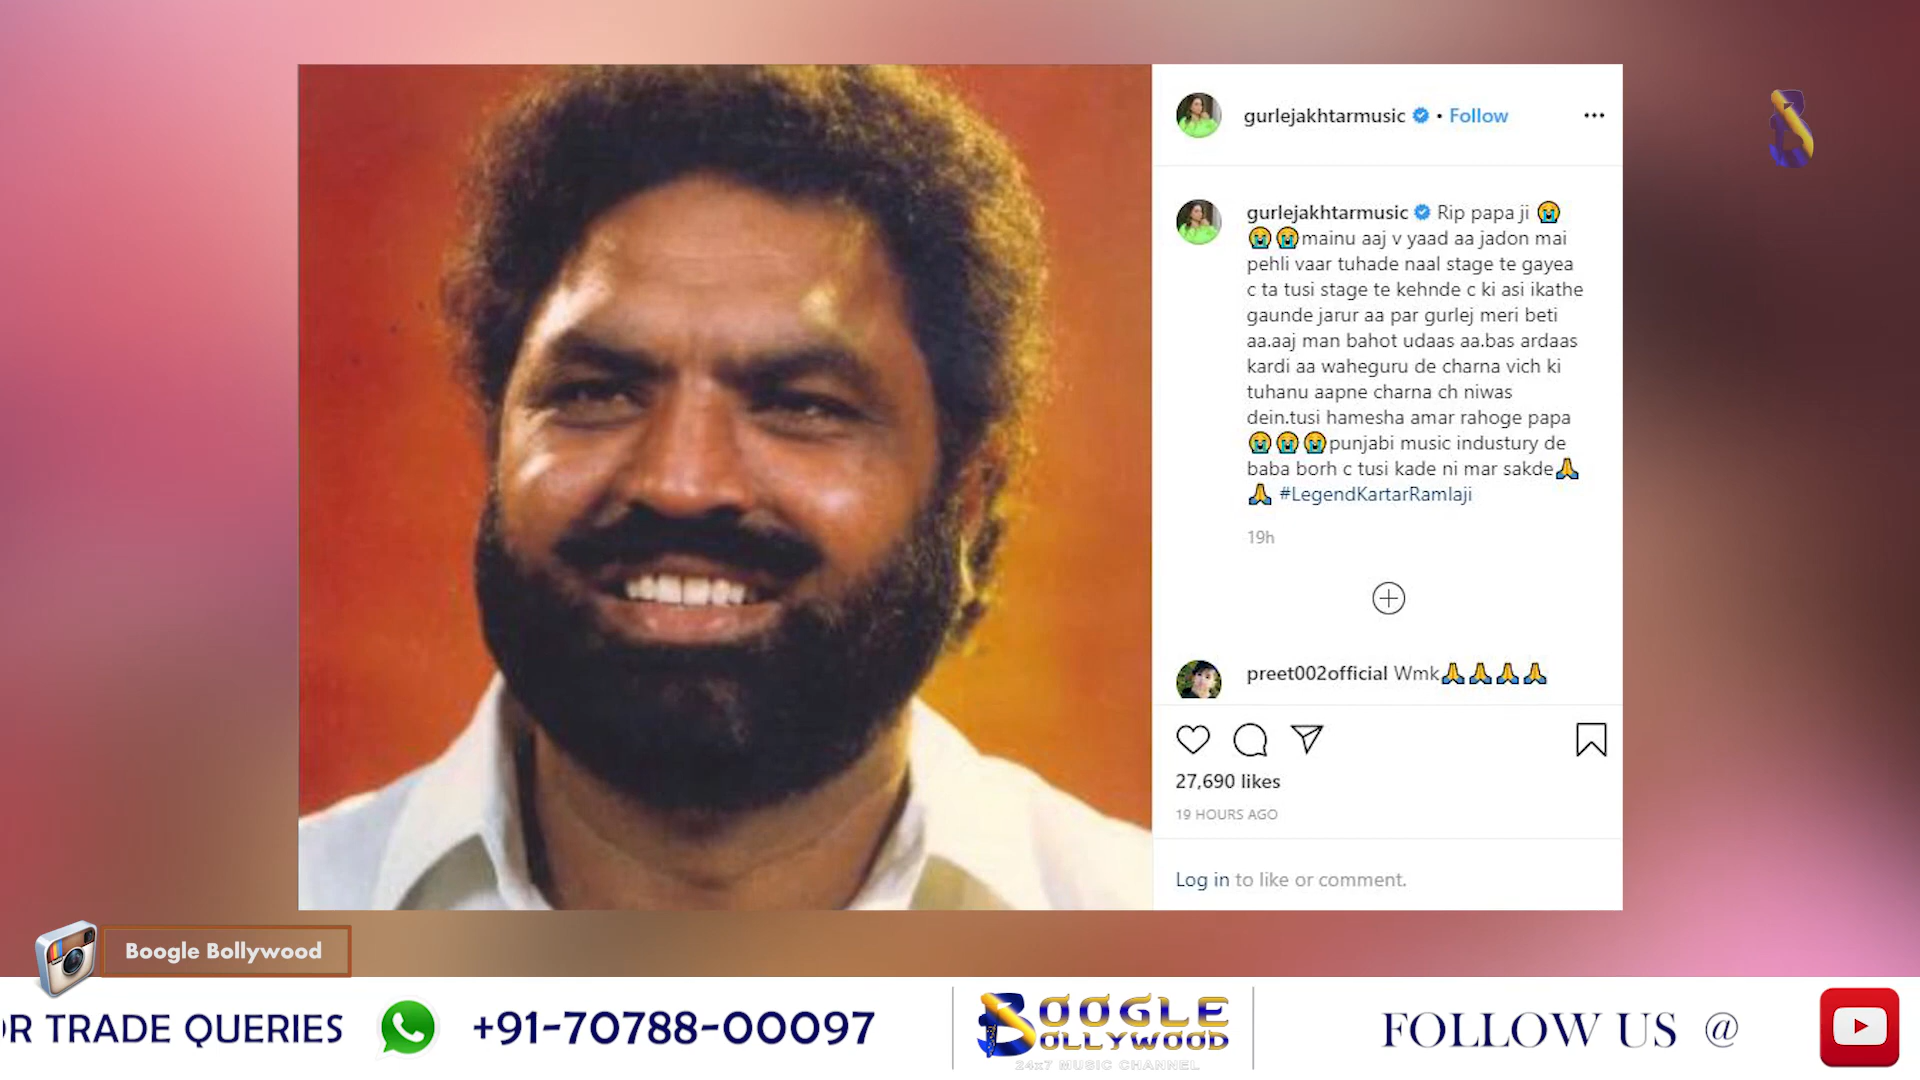 gurlejakhtarmusic • Follow
gurlejakhtarmusic Rip papa ji 😭
😭😭mainu aaj v yaad aa jadon mai
pehli vaar tuhade naal stage te gayea
c ta tusi stage te kehnde c ki asi ikathe
gaunde jarur aa par gurlej meri beti
aa.aaj man bahot udaas aa.bas ardaas
kardi aa waheguru de charna vich ki
tuhanu aapne charna ch niwas
dein.tusi hamesha amar rahoge papa
😭😭😭punjabi music industury de
baba borh c tusi kade ni mar sakde🙏
🙏 #LegendKartarRamlaji
19h
preet002official Wmk🙏🙏🙏🙏
27,690 likes
19 HOURS AGO
Log in to like or comment.
Boogle Bollywood
OR TRADE QUERIES
+91-70788-00097
BOOGLE
BOLLYWOOD
24x7 MUSIC CHANNEL
FOLLOW US @